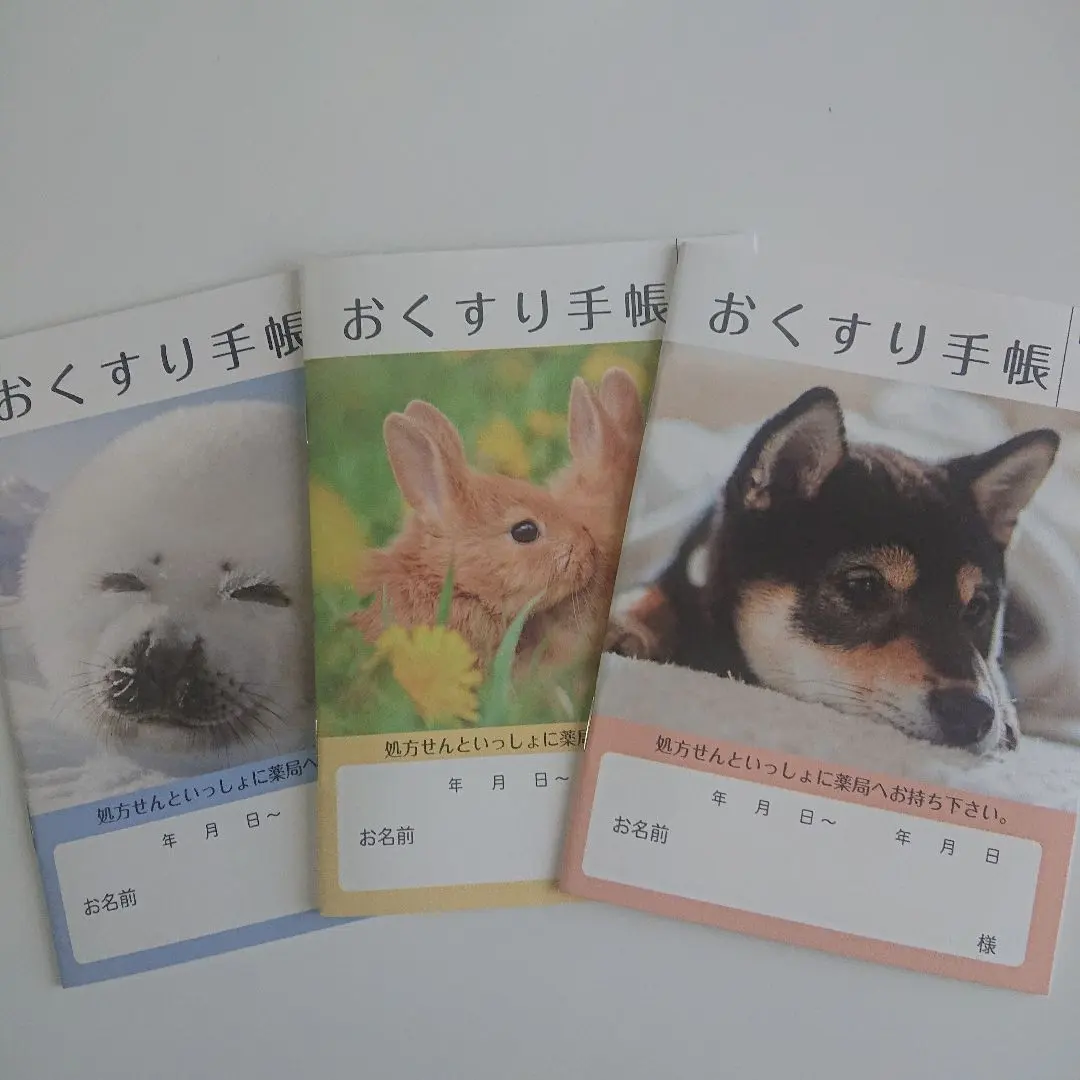 おくすり手帳
処方せんといっしょに薬局へ
年 月 日～
お名前
おくすり手帳
処方せんといっしょに薬局
年 月 日～
お名前
おくすり手帳
処方せんといっしょに薬局へお持ち下さい。
年 月 日～ 年 月 日
お名前
様